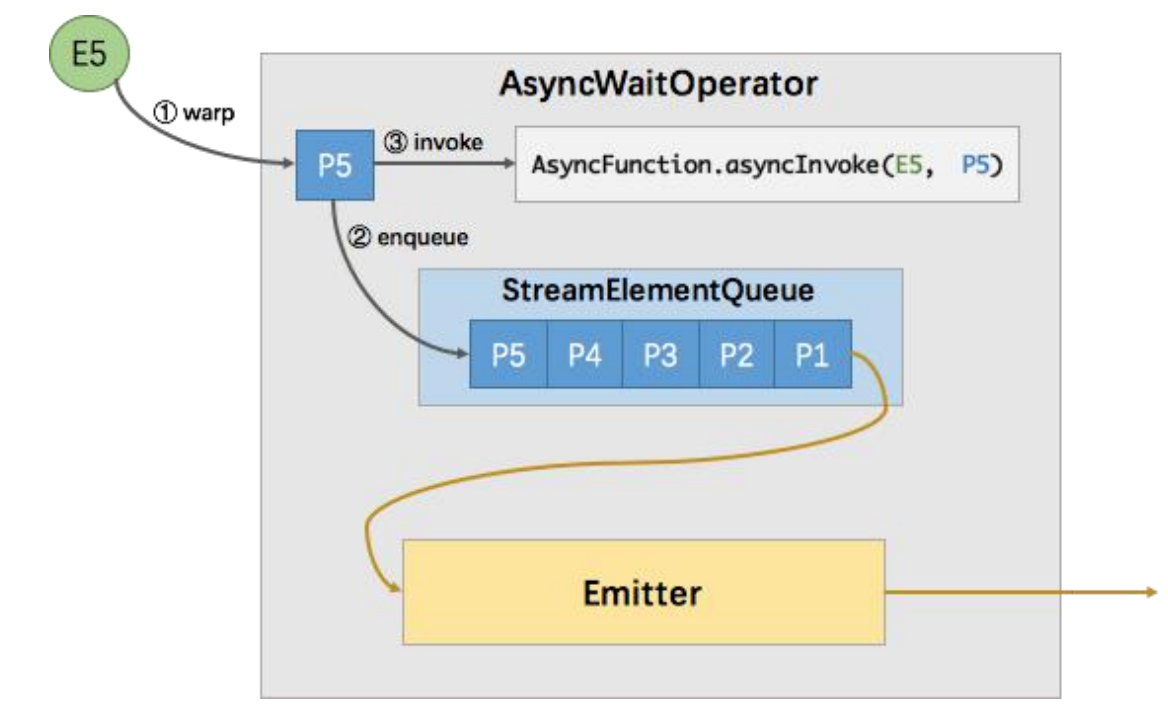 E5
① warp
AsyncWaitOperator
P5
③ invoke
AsyncFunction.asyncInvoke(E5, P5)
② enqueue
StreamElementQueue
P5 P4 P3 P2 P1
Emitter